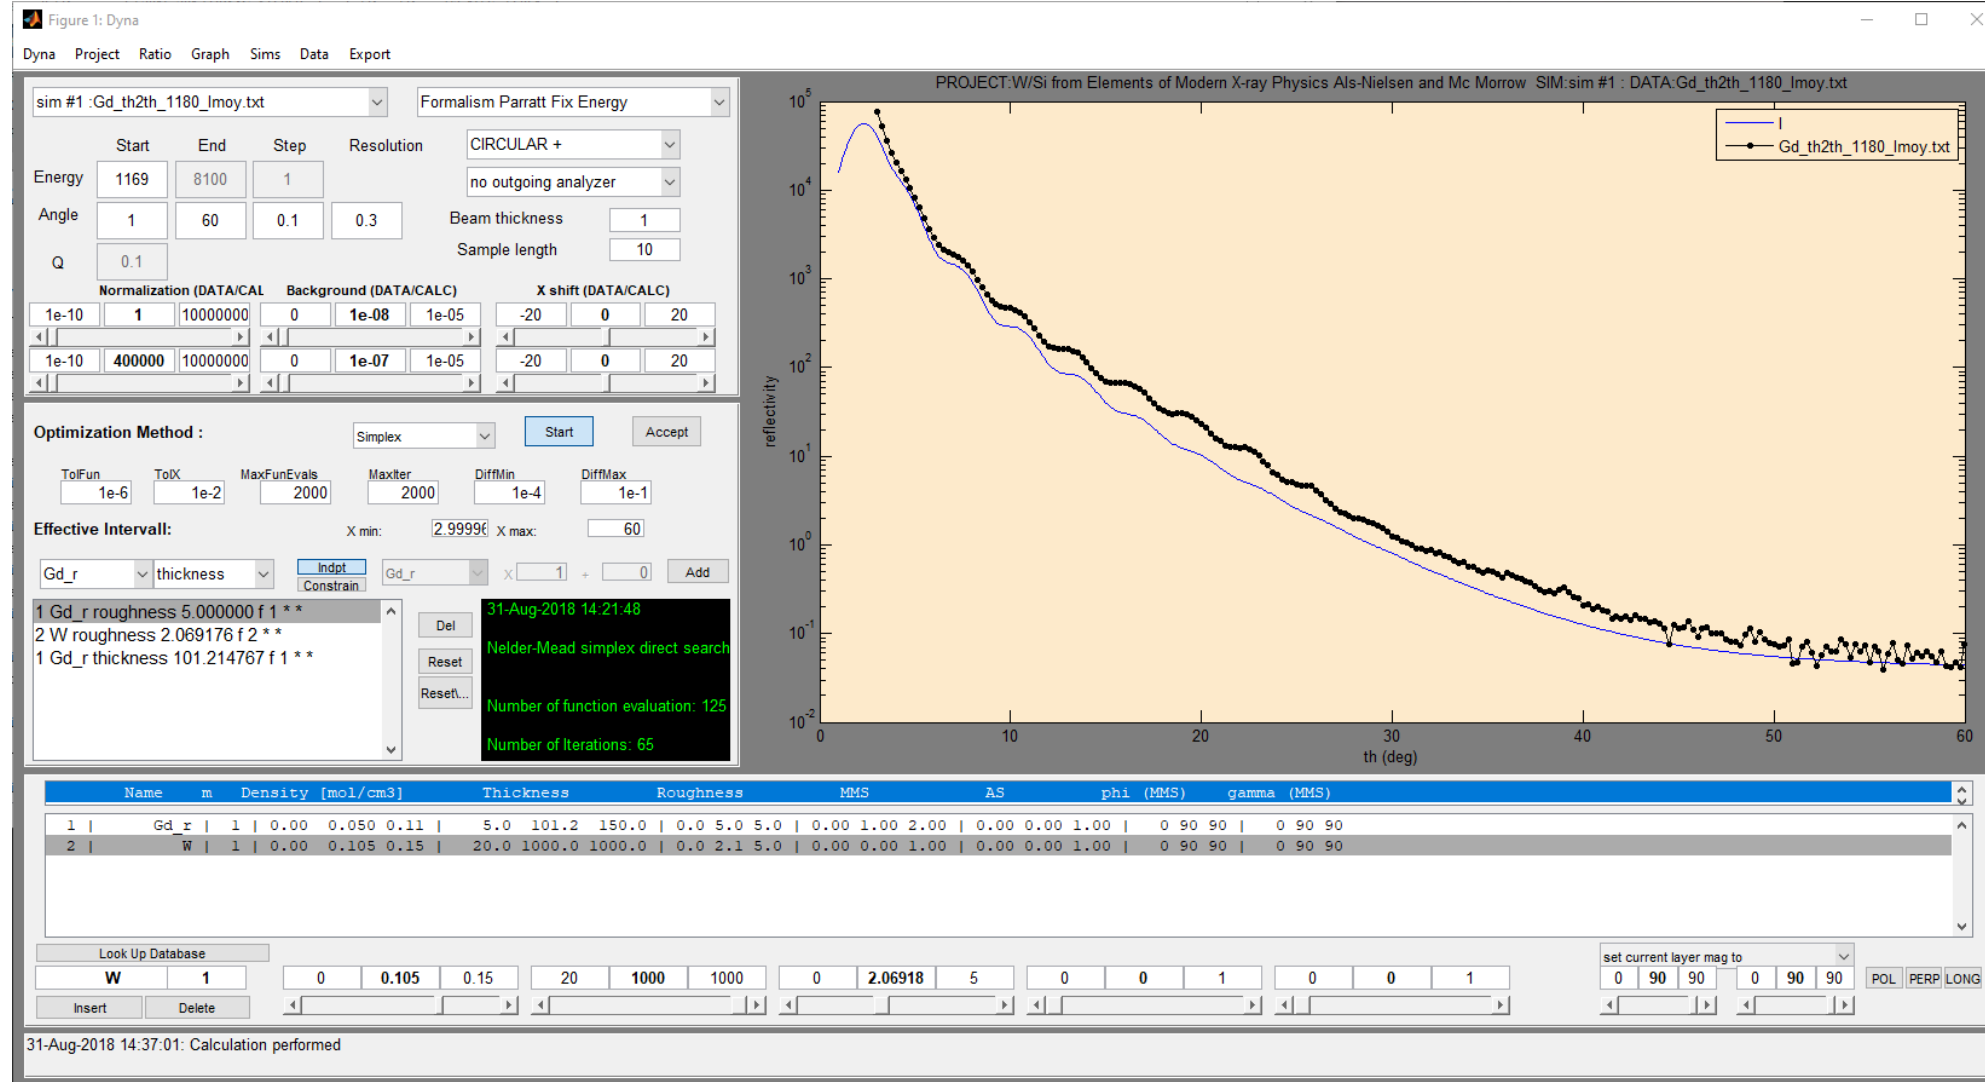 Figure 1: Dyna
Dyna Project Ratio Graph Sims Data Export
sim #1 :Gd_th2th_1180_Imoy.txt Formalism Parratt Fix Energy
Start End Step Resolution CIRCULAR +
Energy 1169 8100 1 no outgoing analyzer
Angle 1 60 0.1 0.3 Beam thickness 1
Sample length 10
Q 0.1
Normalization (DATA/CAL Background (DATA/CALC) X shift (DATA/CALC)
1e-10 1 10000000 0 1e-08 1e-05 -20 0 20
1e-10 400000 10000000 0 1e-07 1e-05 -20 0 20
Optimization Method : Simplex Start Accept
TolFun TolX MaxFunEvals MaxIter DiffMin DiffMax
1e-6 1e-2 2000 2000 1e-4 1e-1
Effective Intervall: X min: 2.99996 X max: 60
Gd_r thickness Indpt Gd_r X 1 + 0 Add
Constrain
1 Gd_r roughness 5.000000 f 1 * *
2 W roughness 2.069176 f 2 * *
1 Gd_r thickness 101.214767 f 1 * *
Del
Reset
Reset\...
31-Aug-2018 14:21:48
Nelder-Mead simplex direct search
Number of function evaluation: 125
Number of Iterations: 65
PROJECT:W/Si from Elements of Modern X-ray Physics Als-Nielsen and Mc Morrow SIM:sim #1 : DATA:Gd_th2th_1180_Imoy.txt
I
Gd_th2th_1180_Imoy.txt
reflectivity
10^5
10^4
10^3
10^2
10^1
10^0
10^-1
10^-2
0 10 20 30 40 50 60
th (deg)
Name m Density [mol/cm3] Thickness Roughness MMS AS phi (MMS) gamma (MMS)
1 | Gd_r | 1 | 0.00 0.050 0.11 | 5.0 101.2 150.0 | 0.0 5.0 5.0 | 0.00 1.00 2.00 | 0.00 0.00 1.00 | 0 90 90 | 0 90 90
2 | W | 1 | 0.00 0.105 0.15 | 20.0 1000.0 1000.0 | 0.0 2.1 5.0 | 0.00 0.00 1.00 | 0.00 0.00 1.00 | 0 90 90 | 0 90 90
Look Up Database set current layer mag to
W 1 0 0.105 0.15 20 1000 1000 0 2.06918 5 0 0 1 0 0 1 0 90 90 0 90 90 POL PERP LONG
Insert Delete
31-Aug-2018 14:37:01: Calculation performed